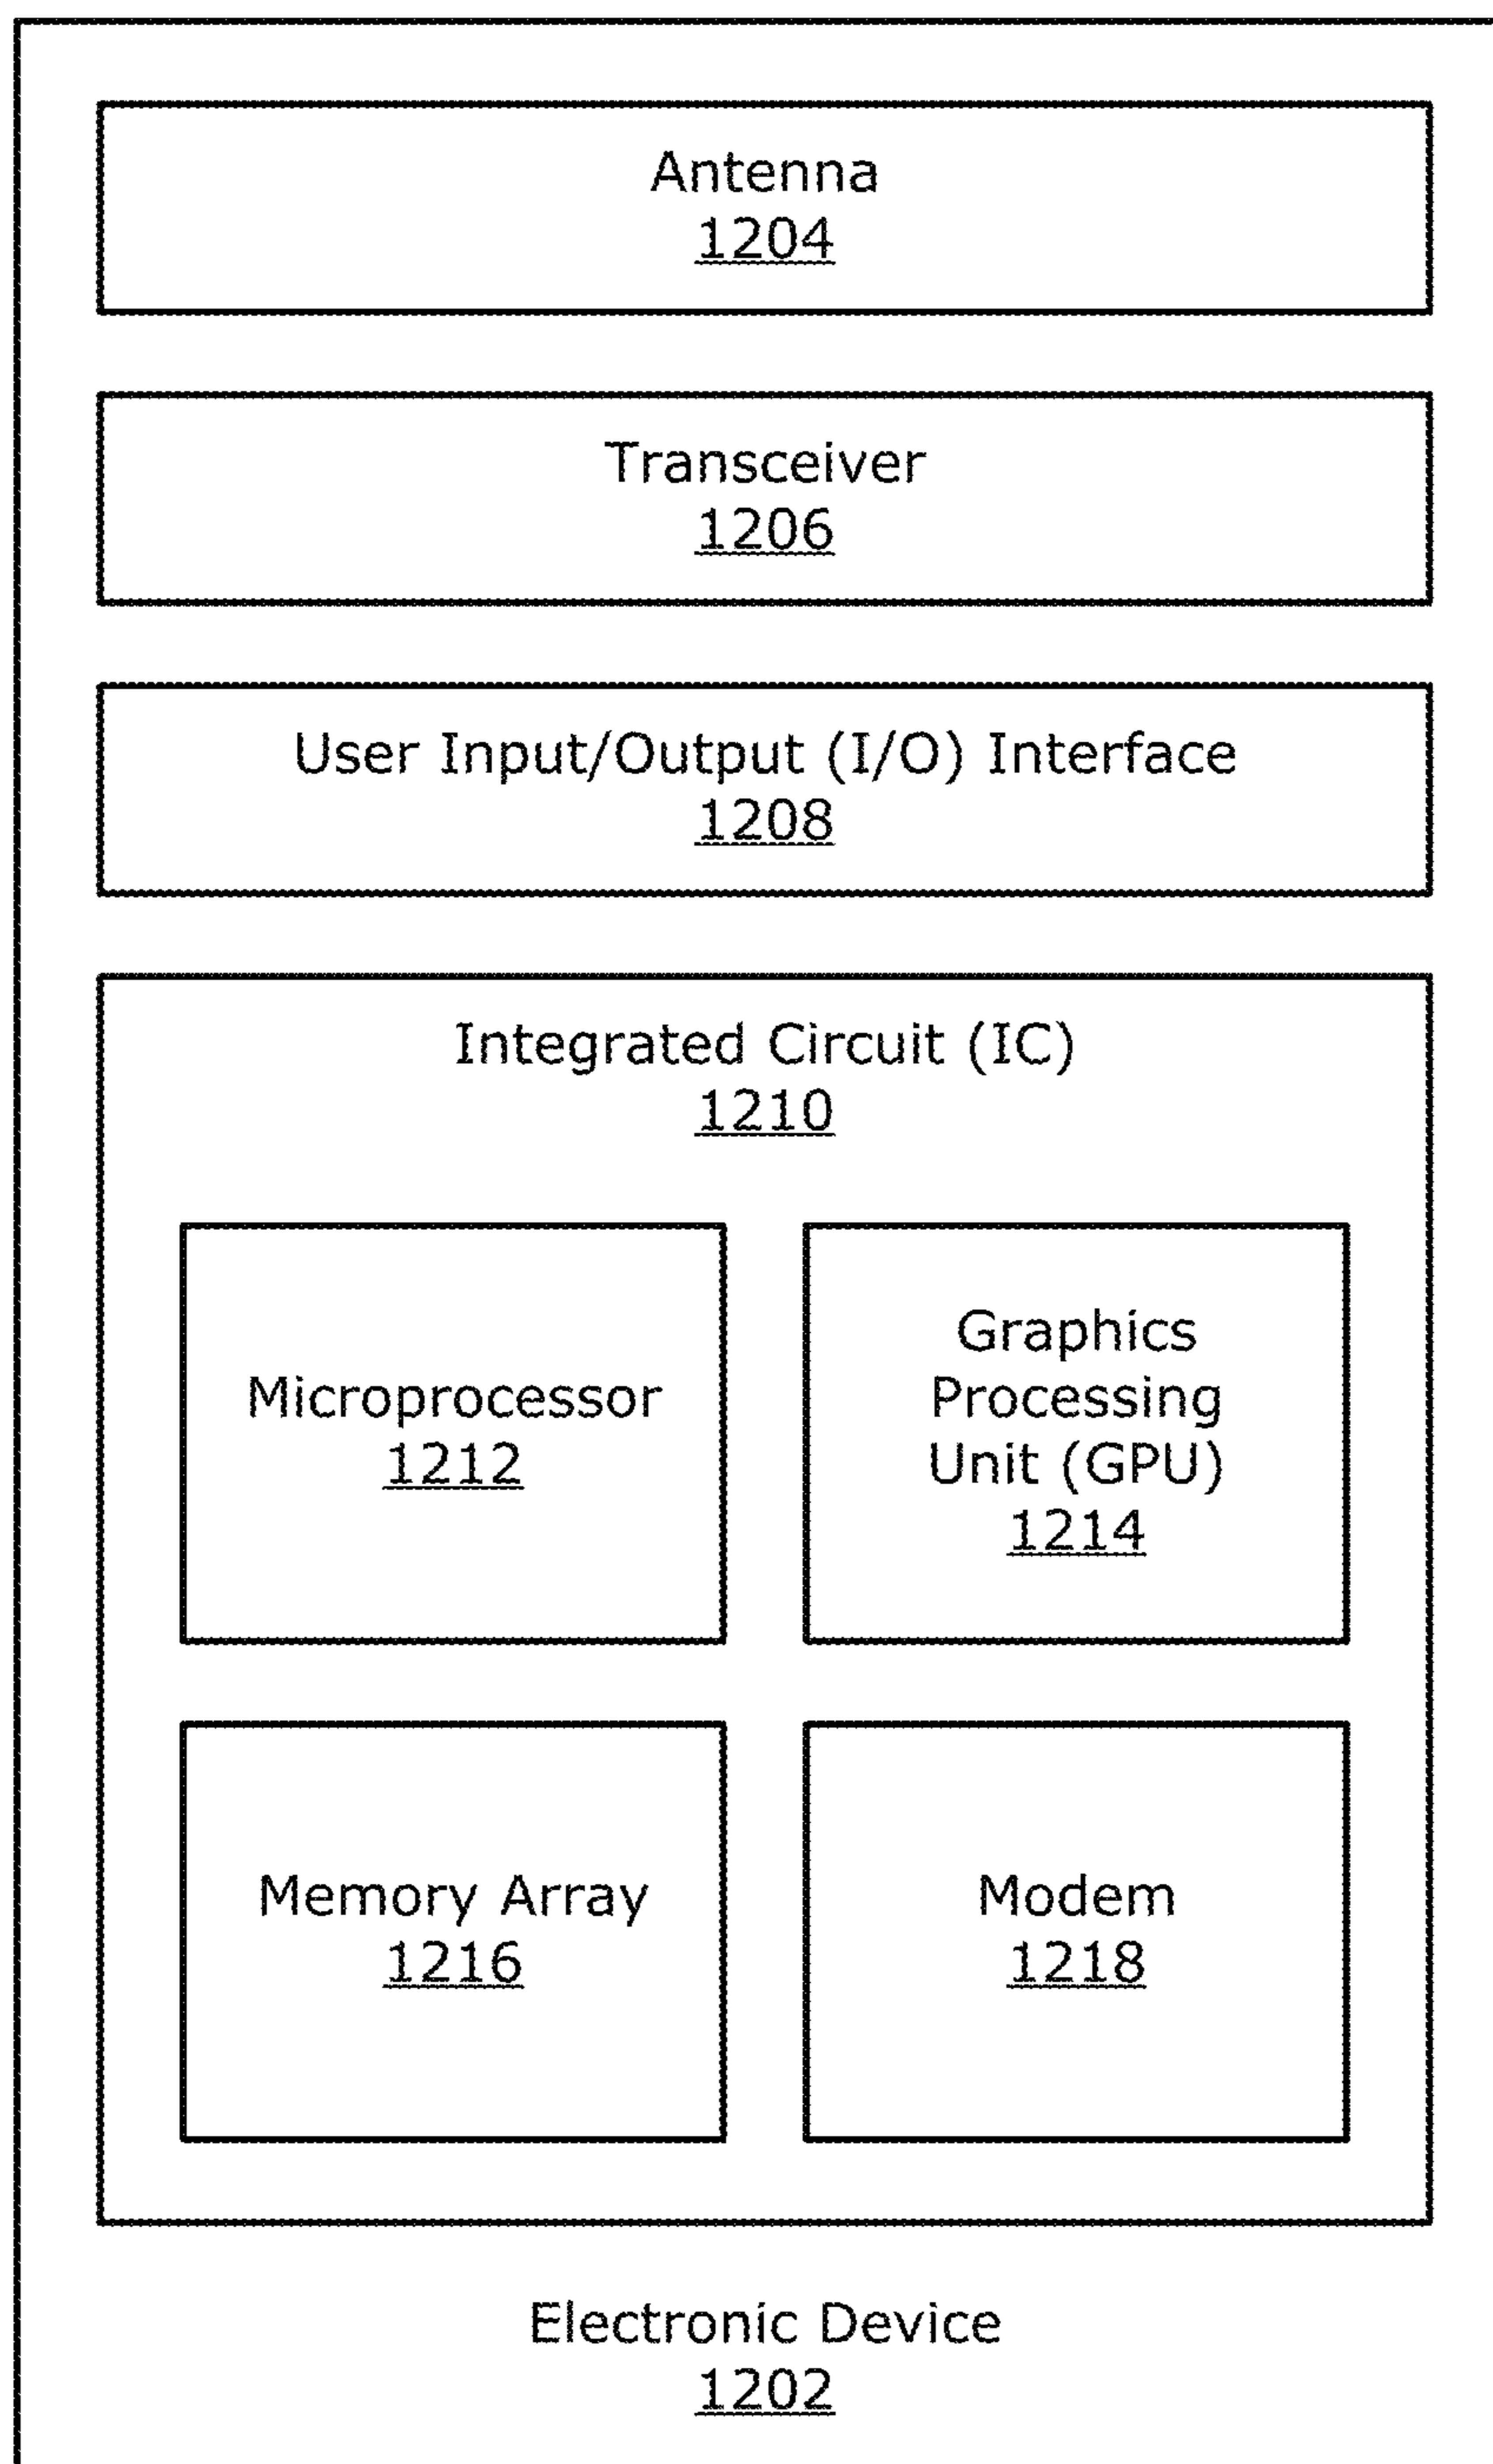 Antenna
1204
Transceiver
1206
User Input/Output (I/O) Interface
1208
Integrated Circuit (IC)
1210
Microprocessor
1212
Graphics
Processing
Unit (GPU)
1214
Memory Array
1216
Modem
1218
Electronic Device
1202